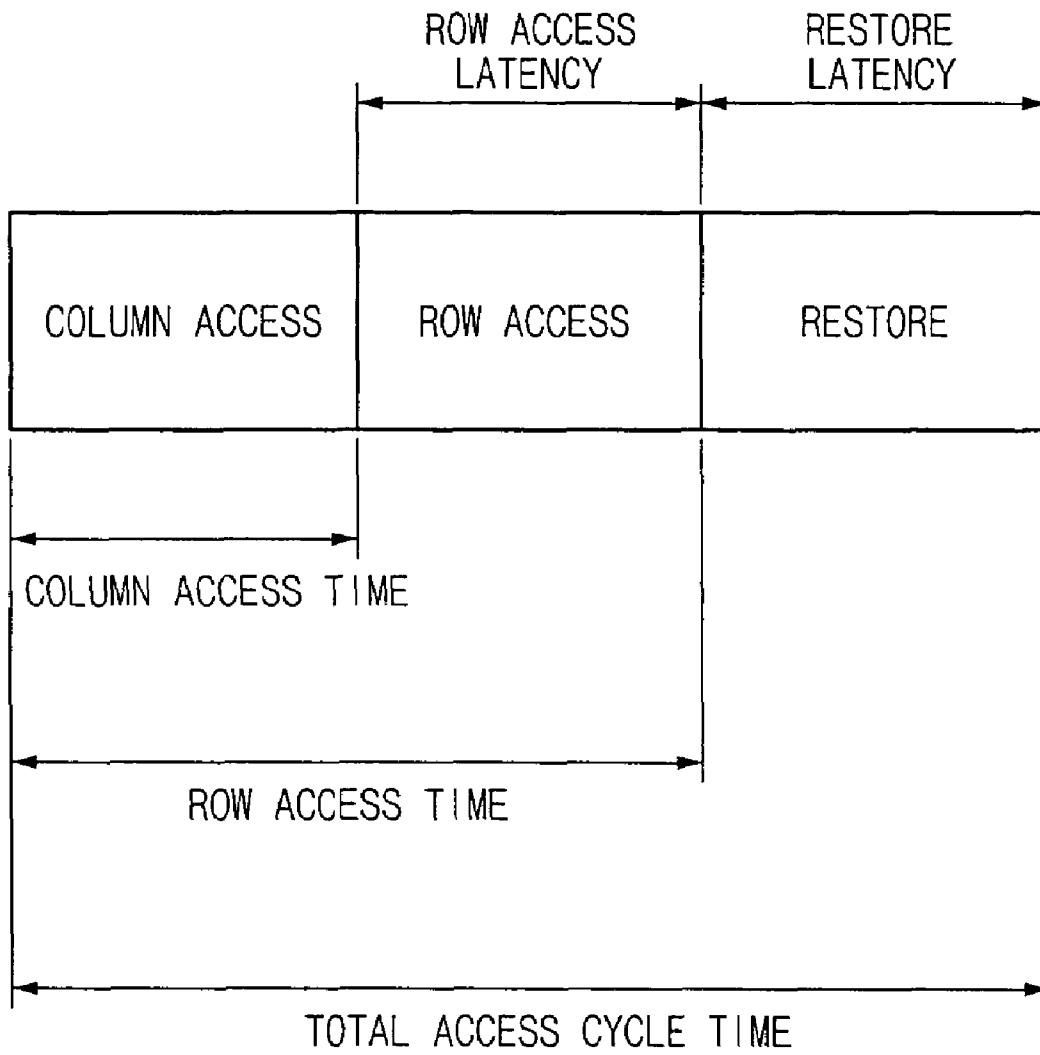 ROW ACCESS
LATENCY
RESTORE
LATENCY
COLUMN ACCESS
ROW ACCESS
RESTORE
COLUMN ACCESS TIME
ROW ACCESS TIME
TOTAL ACCESS CYCLE TIME